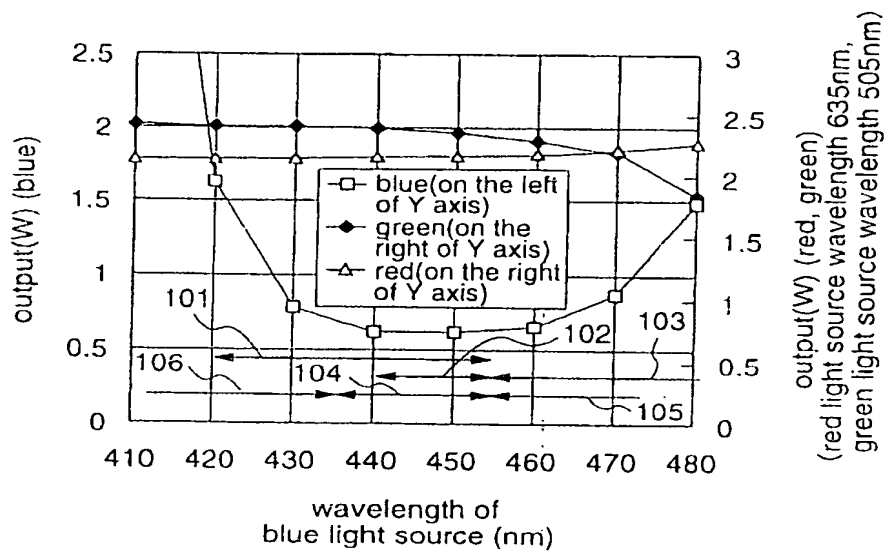 2.5
2
1.5
1
0.5
0
output(W) (blue)
3
2.5
2
1.5
1
0.5
0
output(W) (red, green)
(red light source wavelength 635nm,
green light source wavelength 505nm)
blue(on the left
of Y axis)
green(on the
right of Y axis)
red(on the right
of Y axis)
101
102
103
106
104
105
410 420 430 440 450 460 470 480
wavelength of
blue light source (nm)